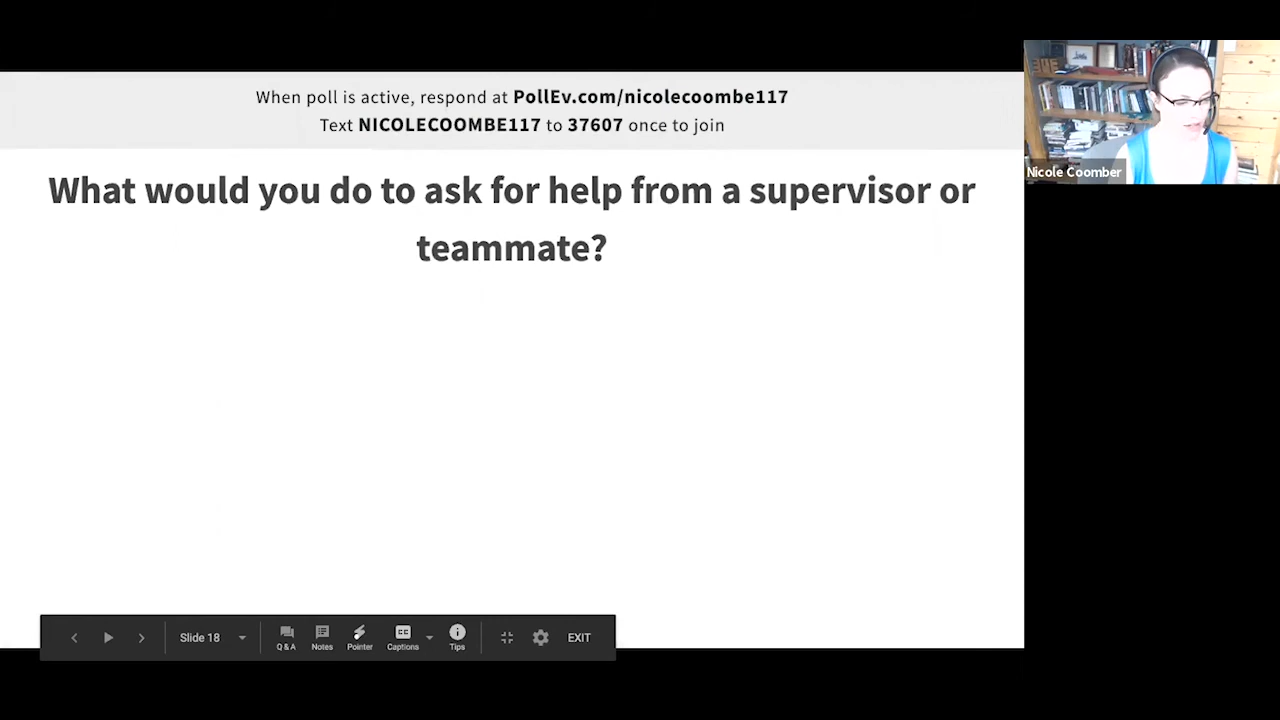 When poll is active, respond at PollEv.com/nicolecoombe117
Text NICOLECOOMBE117 to 37607 once to join
What would you do to ask for help from a supervisor or
teammate?
Nicole Coomber
Slide 18
Q & A
Notes
Pointer
CC
Captions
Tips
EXIT